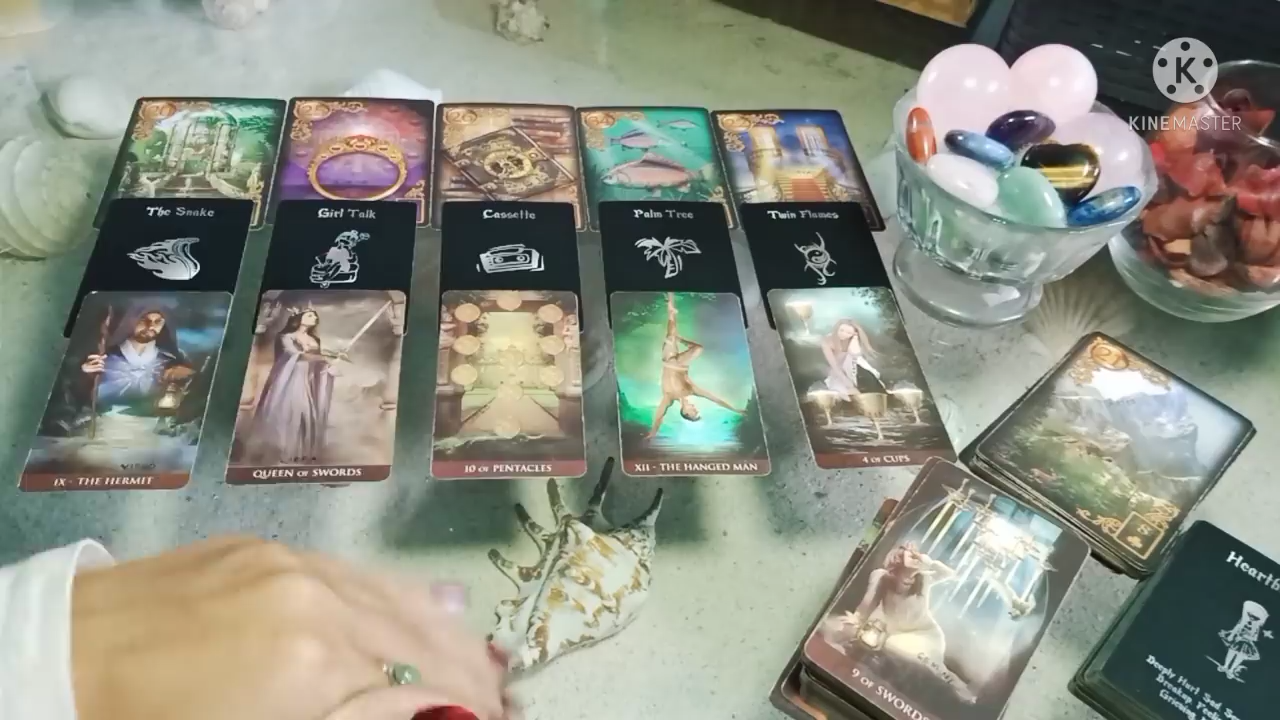 KINEMASTER
The Snake
Girl Talk
Cassette
Palm Tree
Twin Flames
IX - THE HERMIT
QUEEN OF SWORDS
10 OF PENTACLES
XII - THE HANGED MAN
4 OF CUPS
9 OF SWORDS
Deeply Hurt Sad